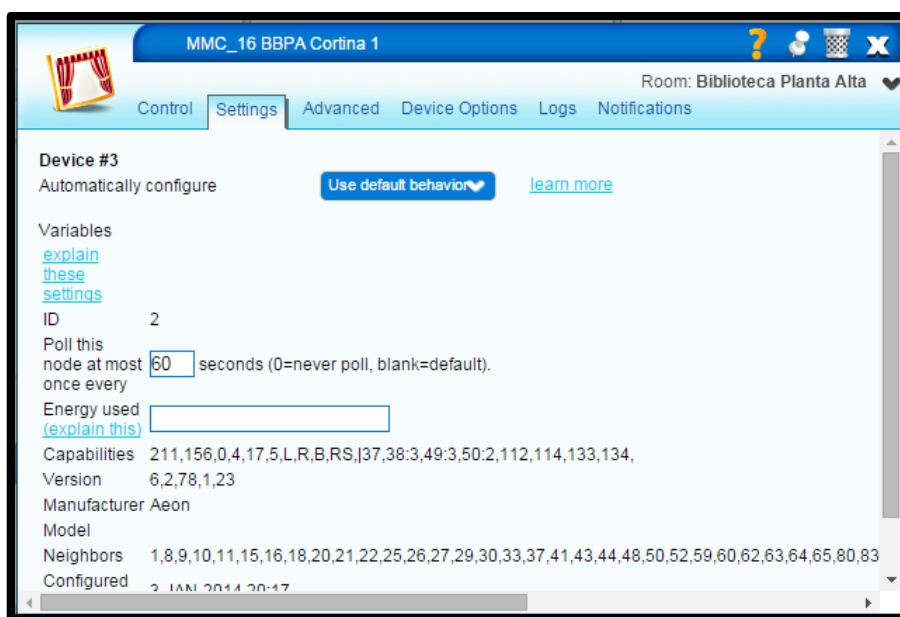 MMC_16 BBPA Cortina 1
Room: Biblioteca Planta Alta
Control Settings Advanced Device Options Logs Notifications
Device #3
Automatically configure Use default behavior learn more
Variables
explain
these
settings
ID 2
Poll this
node at most 60 seconds (0=never poll, blank=default).
once every
Energy used
(explain this)
Capabilities 211,156,0,4,17,5,L,R,B,RS,|37,38:3,49:3,50:2,112,114,133,134,
Version 6,2,78,1,23
Manufacturer Aeon
Model
Neighbors 1,8,9,10,11,15,16,18,20,21,22,25,26,27,29,30,33,37,41,43,44,48,50,52,59,60,62,63,64,65,80,83
Configured 3-JAN-2014 20:17